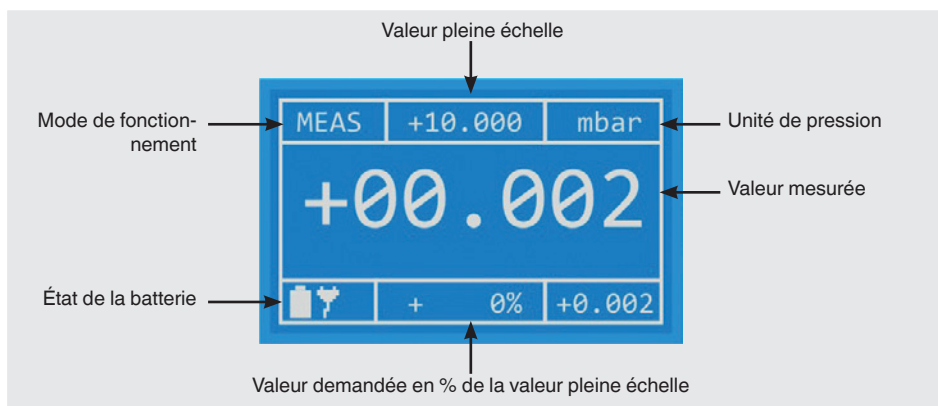 Valeur pleine échelle
Mode de fonction-
nement
MEAS +10.000 mbar
Unité de pression
+00.002
Valeur mesurée
État de la batterie
+ 0% +0.002
Valeur demandée en % de la valeur pleine échelle